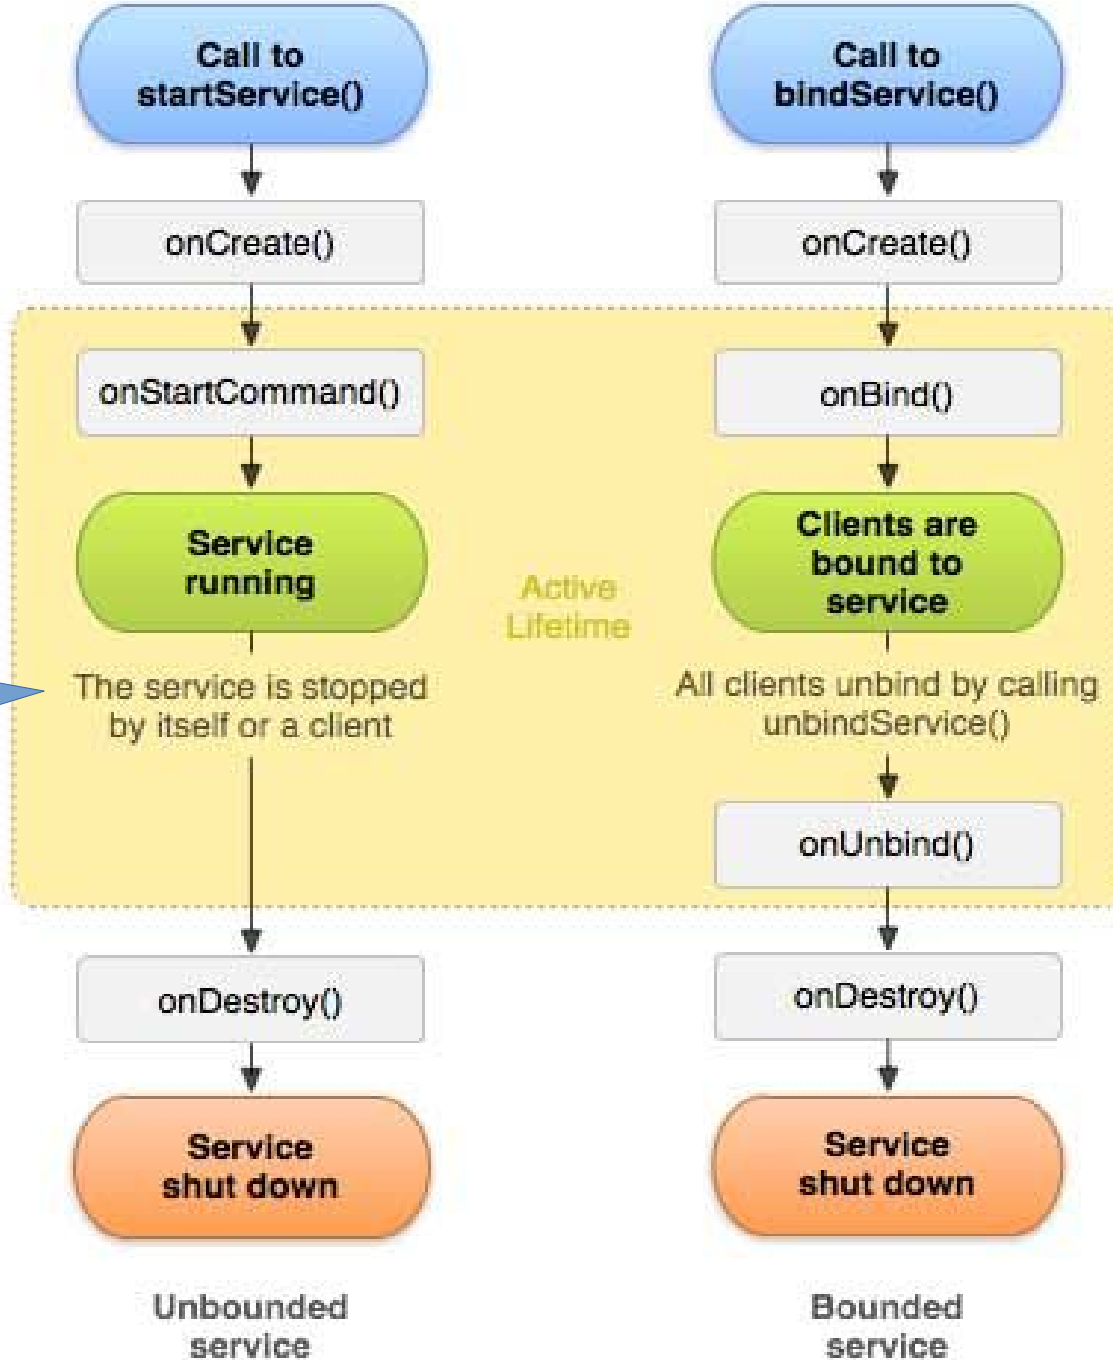 Call to
startService()
onCreate()
onStartCommand()
Service
running
The service is stopped
by itself or a client
onDestroy()
Service
shut down
Unbounded
service
Active
Lifetime
Call to
bindService()
onCreate()
onBind()
Clients are
bound to
service
All clients unbind by calling
unbindService()
onUnbind()
onDestroy()
Service
shut down
Bounded
service